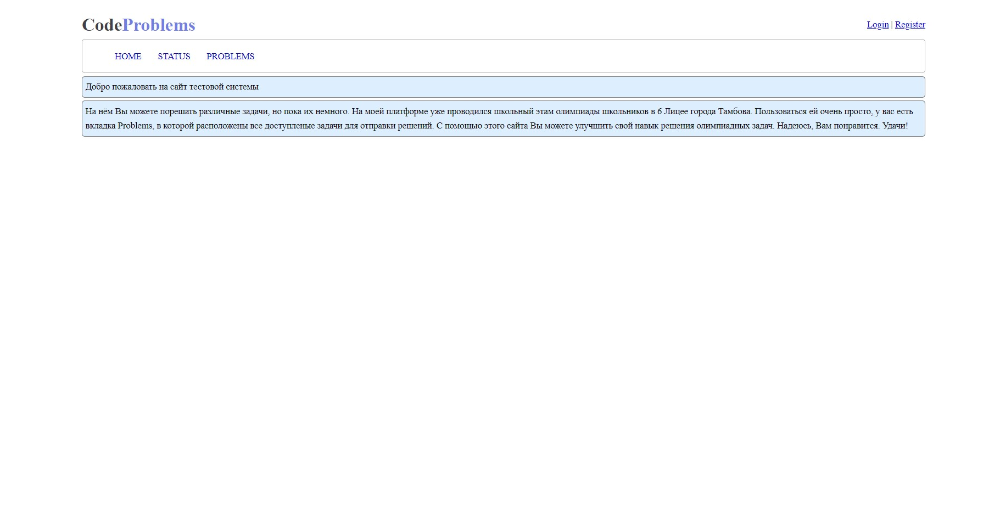 CodeProblems
Login | Register
HOME STATUS PROBLEMS
Добро пожаловать на сайт тестовой системы
На нём Вы можете порешать различные задачи, но пока их немного. На моей платформе уже проводился школьный этам олимпиады школьников в 6 Лицее города Тамбова. Пользоваться ей очень просто, у вас есть
вкладка Problems, в которой расположены все доступленые задачи для отправки решений. С помощью этого сайта Вы можете улучшить свой навык решения олимпиадных задач. Надеюсь, Вам понравится. Удачи!